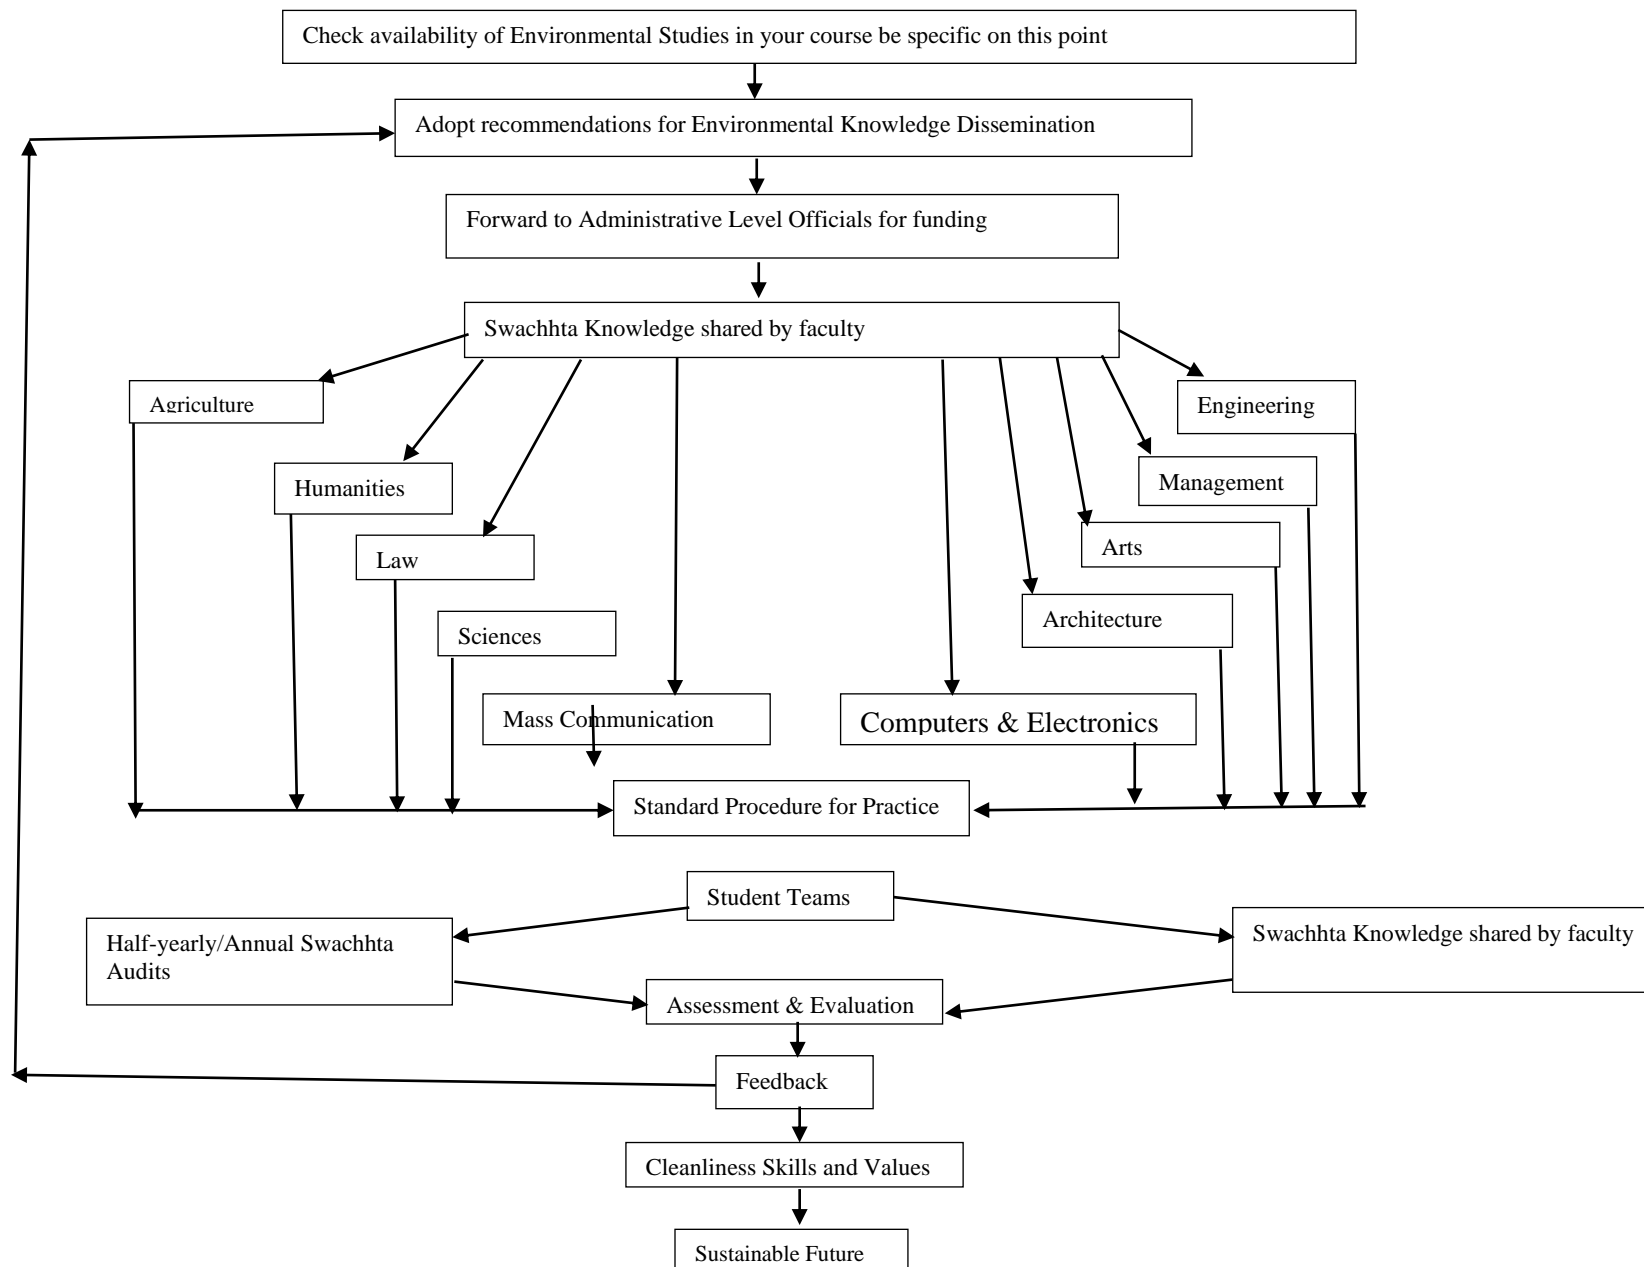 Check availability of Environmental Studies in your course be specific on this point
Adopt recommendations for Environmental Knowledge Dissemination
Forward to Administrative Level Officials for funding
Swachhta Knowledge shared by faculty
Agriculture
Engineering
Humanities
Management
Law
Arts
Sciences
Architecture
Mass Communication
Computers & Electronics
Standard Procedure for Practice
Student Teams
Half-yearly/Annual Swachhta
Audits
Swachhta Knowledge shared by faculty
Assessment & Evaluation
Feedback
Cleanliness Skills and Values
Sustainable Future